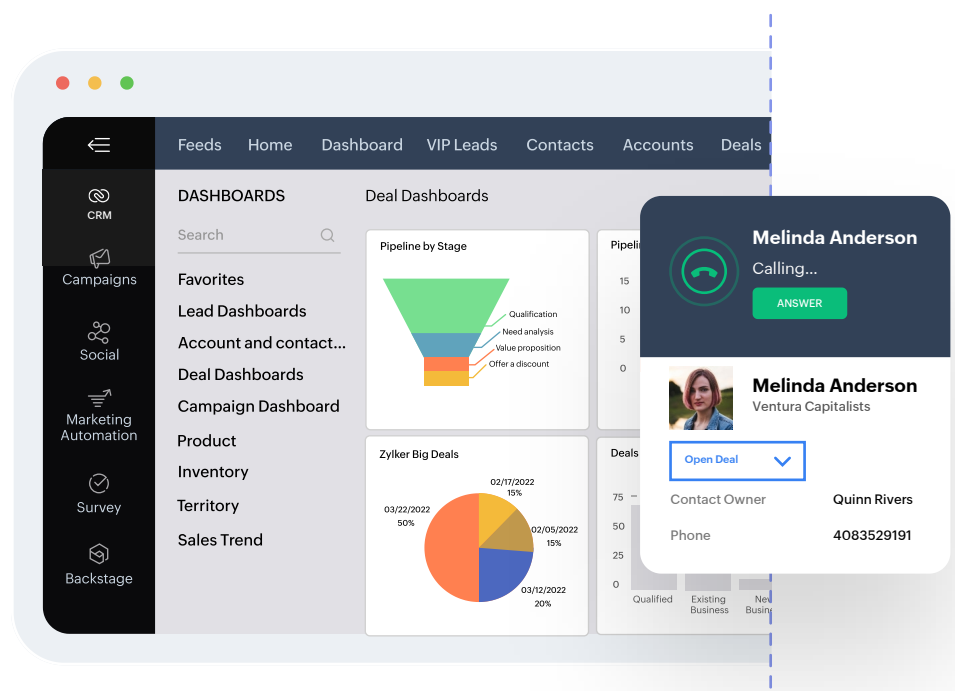 Feeds
Home
Dashboard
VIP Leads
Contacts
Accounts
Deals
CRM
Campaigns
Social
Marketing
Automation
Survey
Backstage
DASHBOARDS
Search
Favorites
Lead Dashboards
Account and contact...
Deal Dashboards
Campaign Dashboard
Product
Inventory
Territory
Sales Trend
Deal Dashboards
Pipeline by Stage
Qualification
Need analysis
Value proposition
Offer a discount
15
10
5
0
Zylker Big Deals
02/17/2022
15%
03/22/2022
50%
02/05/2022
15%
03/12/2022
20%
Deals
75
50
25
0
Qualified
Existing
Business
Melinda Anderson
Calling...
ANSWER
Melinda Anderson
Ventura Capitalists
Open Deal
Contact Owner
Quinn Rivers
Phone
4083529191